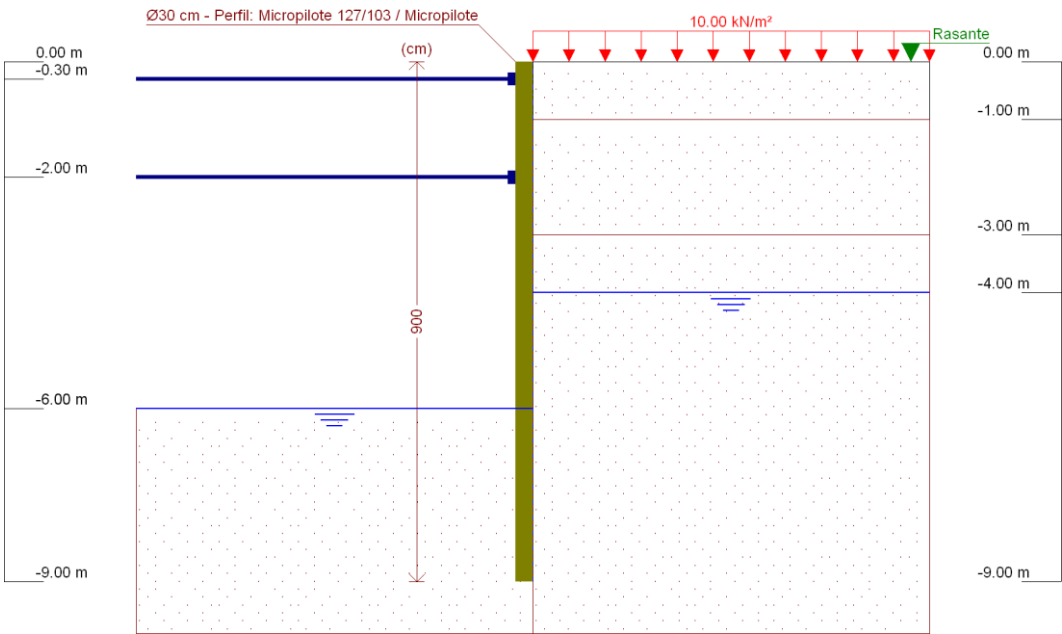 Ø30 cm - Perfil: Micropilote 127/103 / Micropilote
10.00 kN/m²
Rasante
0.00 m
(cm)
0.00 m
-0.30 m
-1.00 m
-2.00 m
-3.00 m
-4.00 m
900
-6.00 m
-9.00 m
-9.00 m